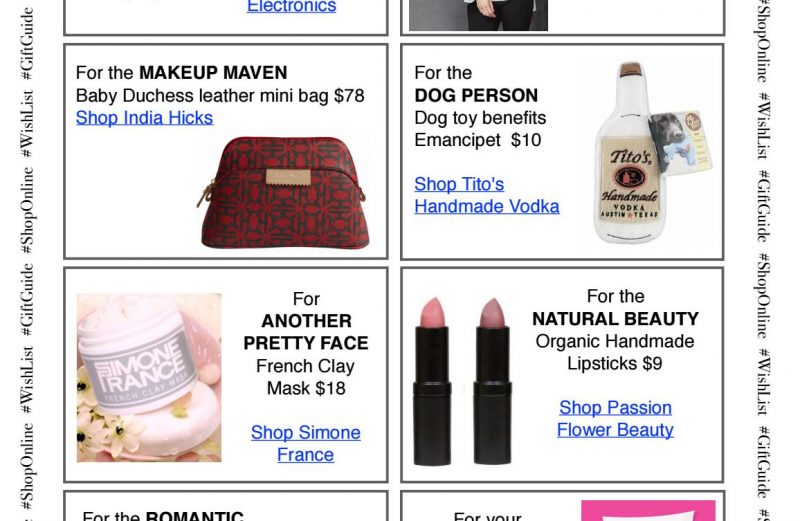 Electronics
For the MAKEUP MAVEN
Baby Duchess leather mini bag $78
Shop India Hicks
For the
DOG PERSON
Dog toy benefits
Emancipet $10
Shop Tito's
Handmade Vodka
Tito's
Handmade
VODKA
AUSTIN TEXAS
For
ANOTHER
PRETTY FACE
French Clay
Mask $18
Shop Simone
France
SIMONE
FRANCE
FRENCH CLAY MASK
For the
NATURAL BEAUTY
Organic Handmade
Lipsticks $9
Shop Passion
Flower Beauty
For the ROMANTIC
For your
#ShopOnline #WishList #GiftGuide #ShopOnline #WishList #GiftGuide
#ShopOnline #WishList #GiftGuide #ShopOnline #WishList #GiftGuide